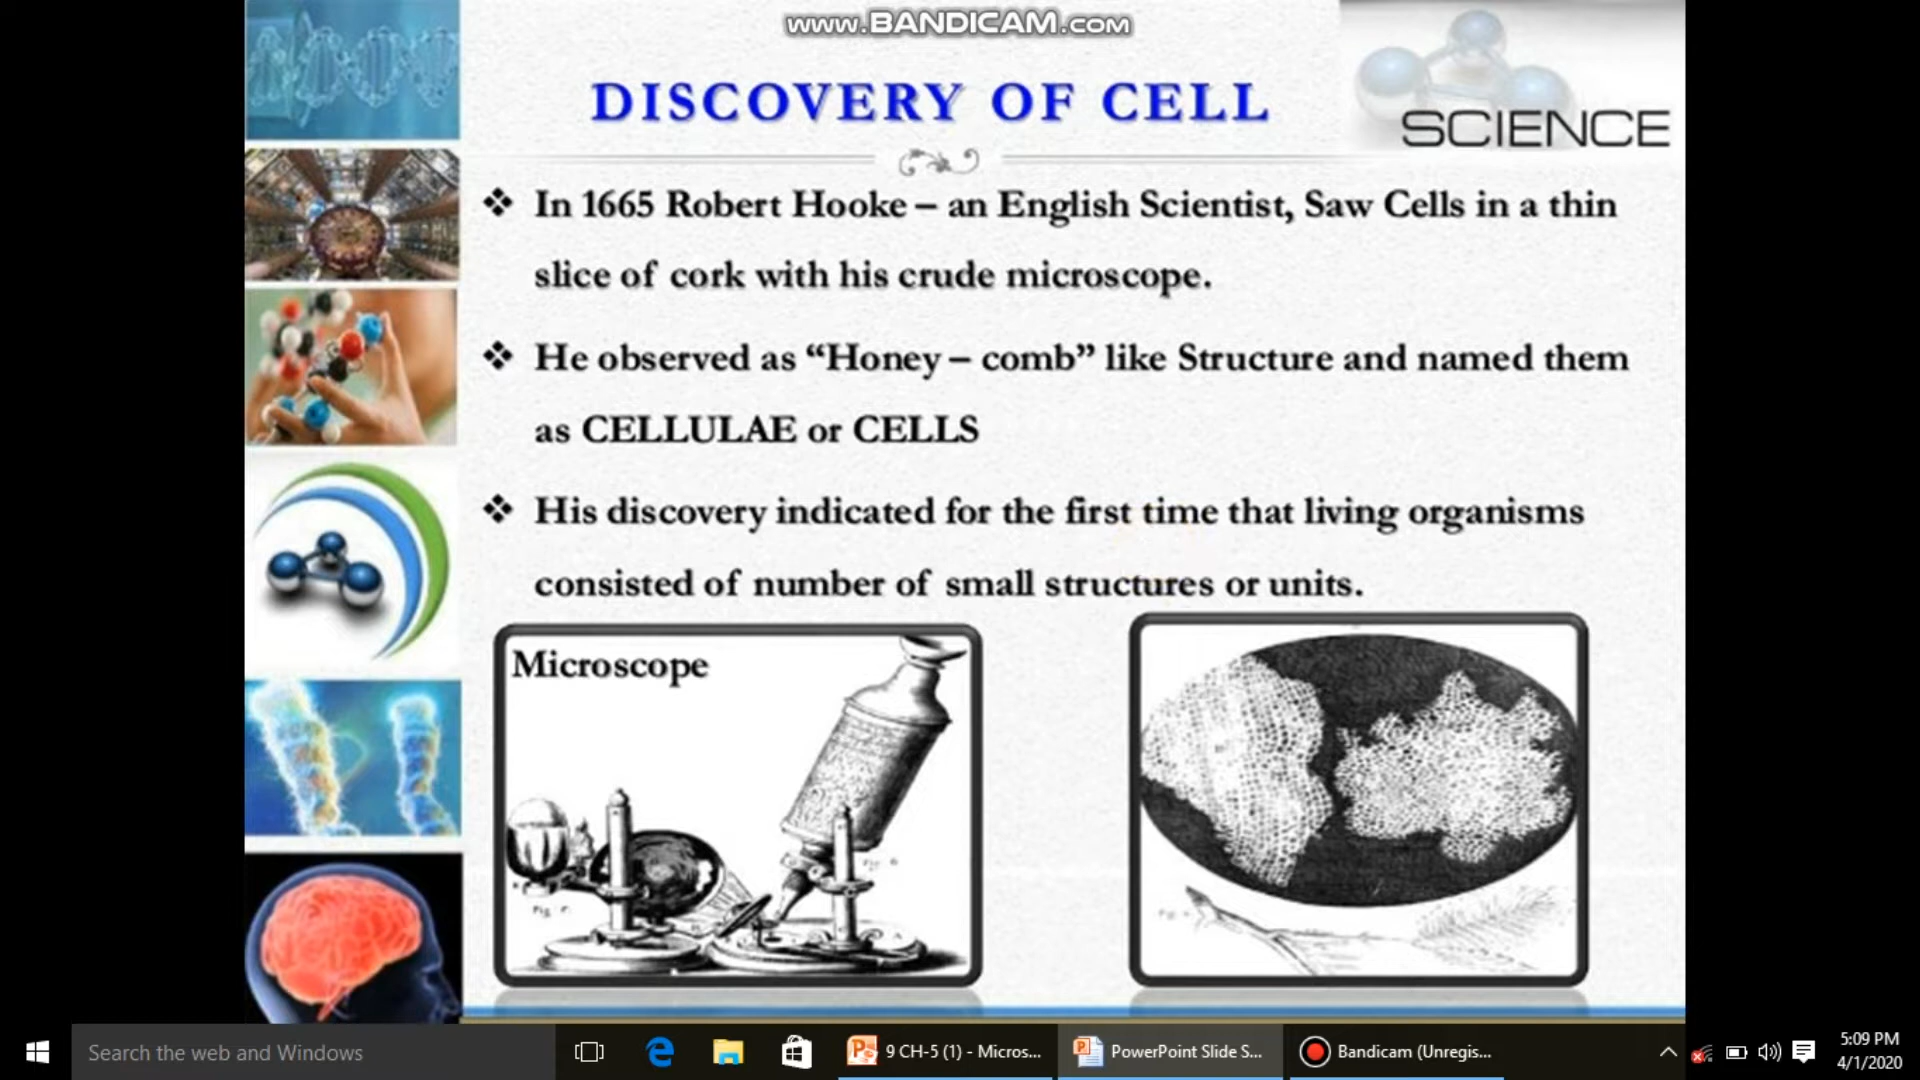 www.BANDICAM.com
DISCOVERY OF CELL
SCIENCE
❖ In 1665 Robert Hooke – an English Scientist, Saw Cells in a thin
slice of cork with his crude microscope.
❖ He observed as “Honey – comb” like Structure and named them
as CELLULAE or CELLS
❖ His discovery indicated for the first time that living organisms
consisted of number of small structures or units.
Microscope
Search the web and Windows
9 CH-5 (1) - Micros...
PowerPoint Slide S...
Bandicam (Unregis...
5:09 PM
4/1/2020